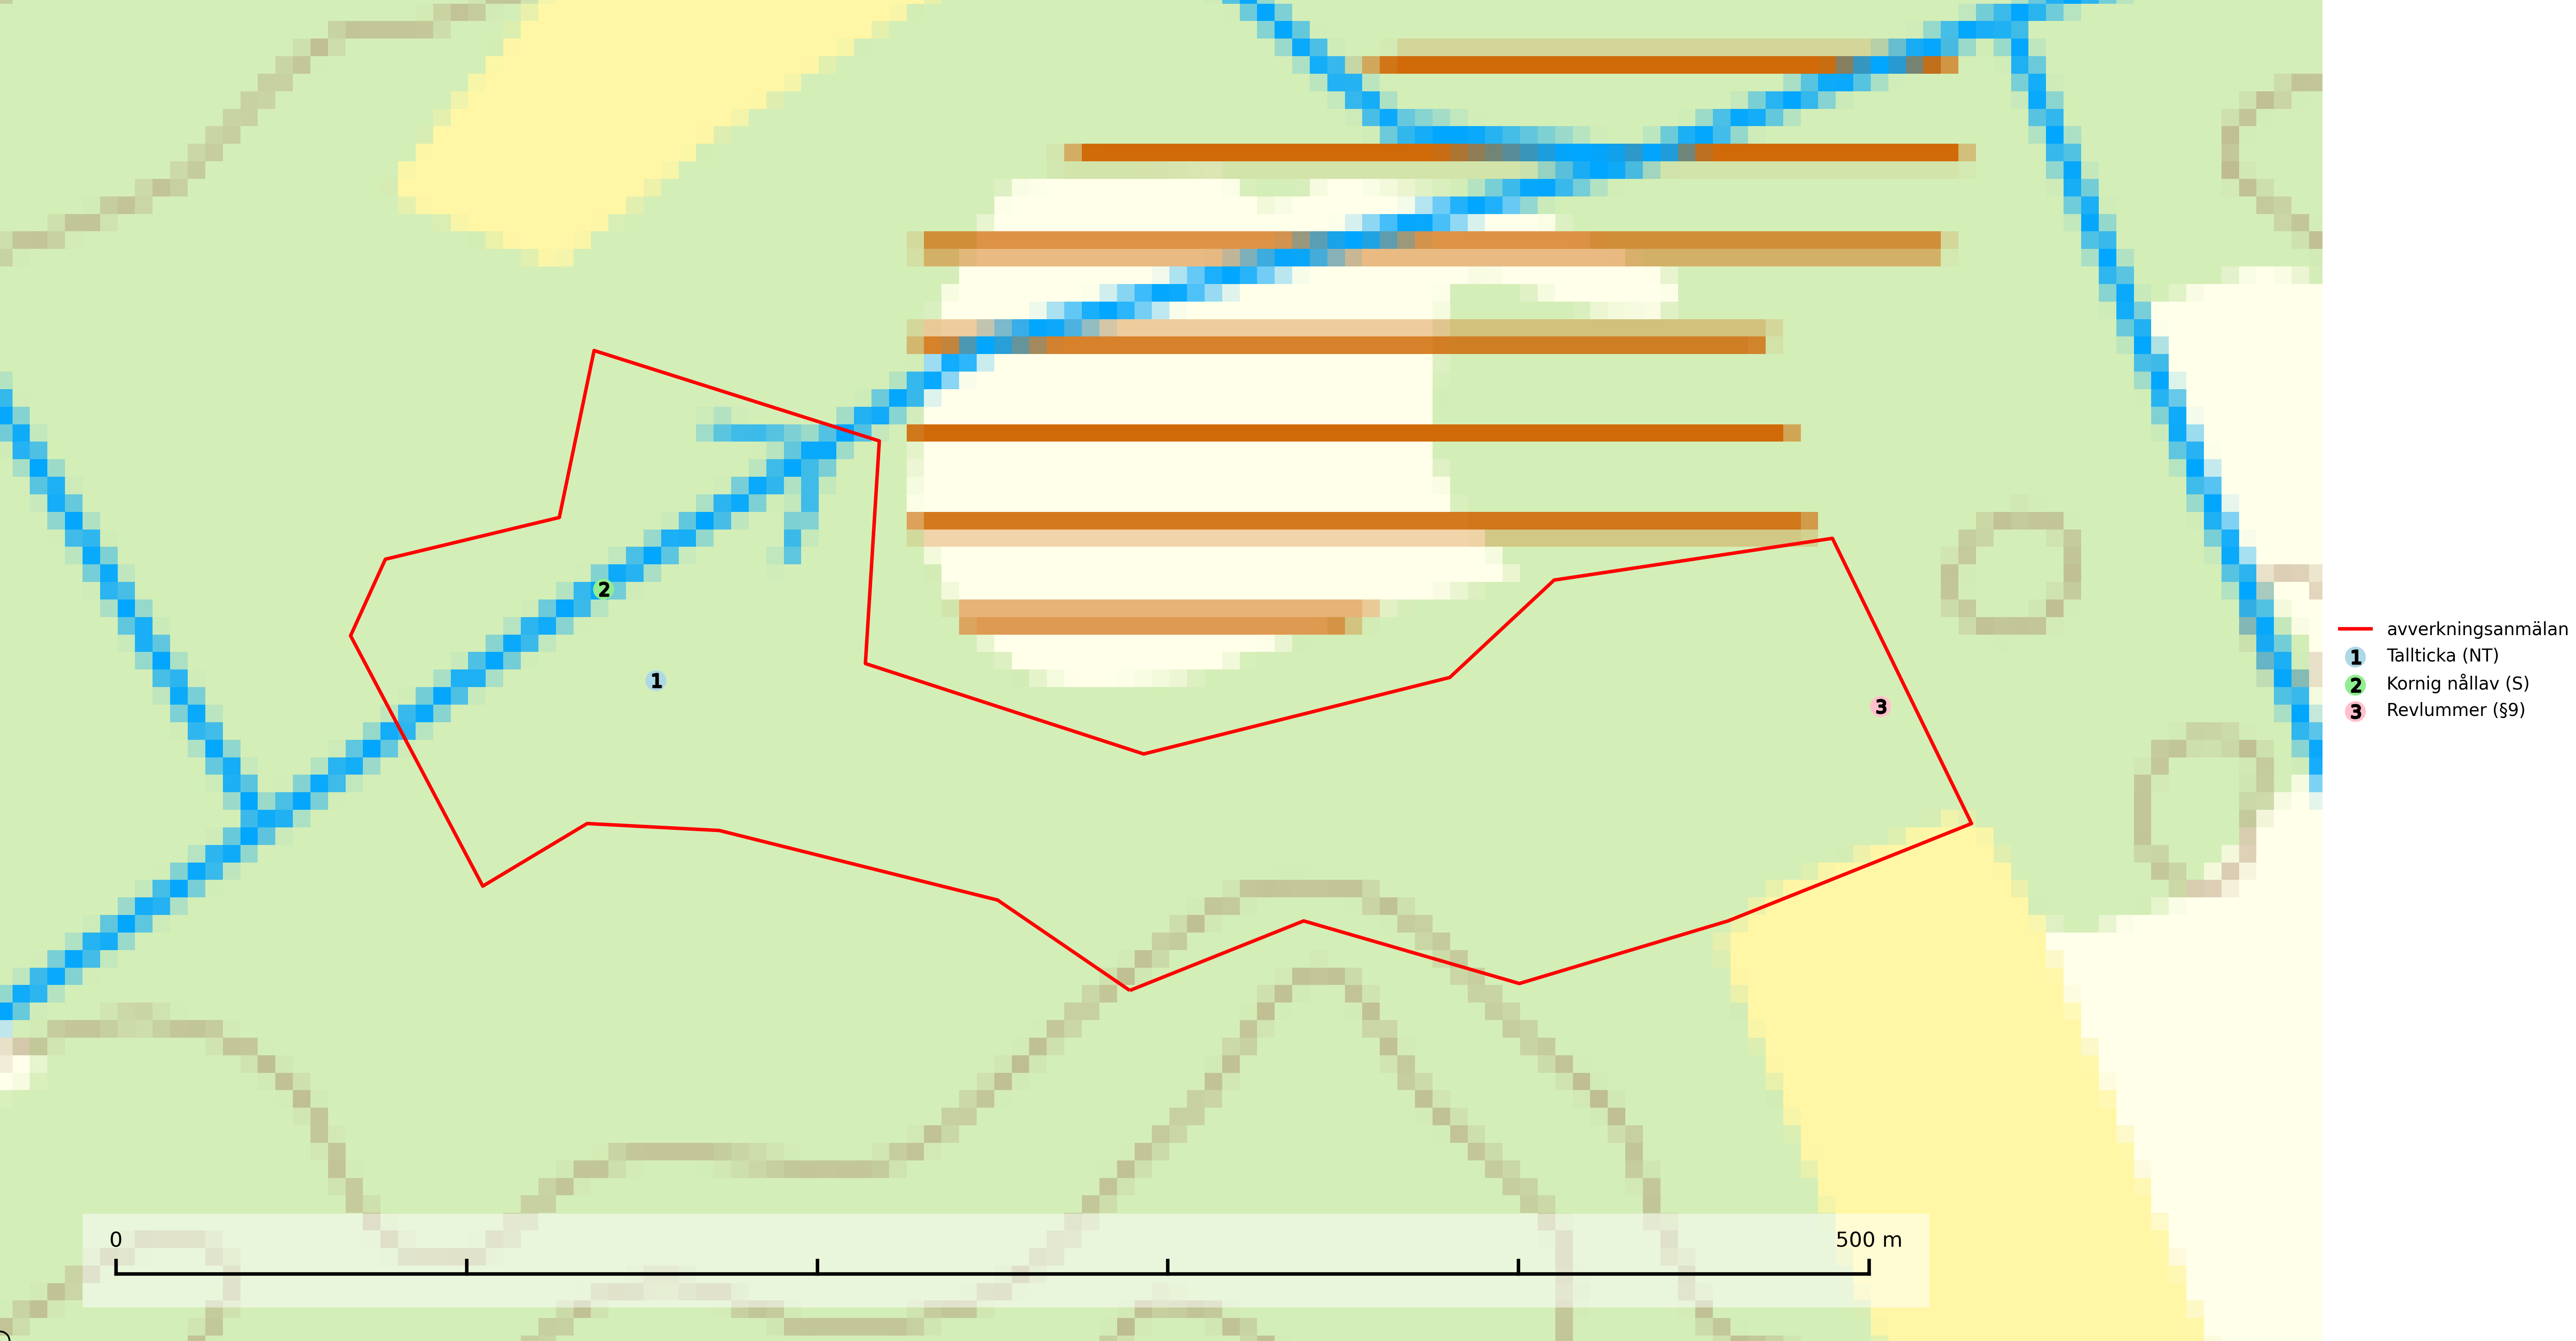 2
1
3
avverkningsanmälan
1 Tallticka (NT)
2 Kornig nållav (S)
3 Revlummer (§9)
0 500 m